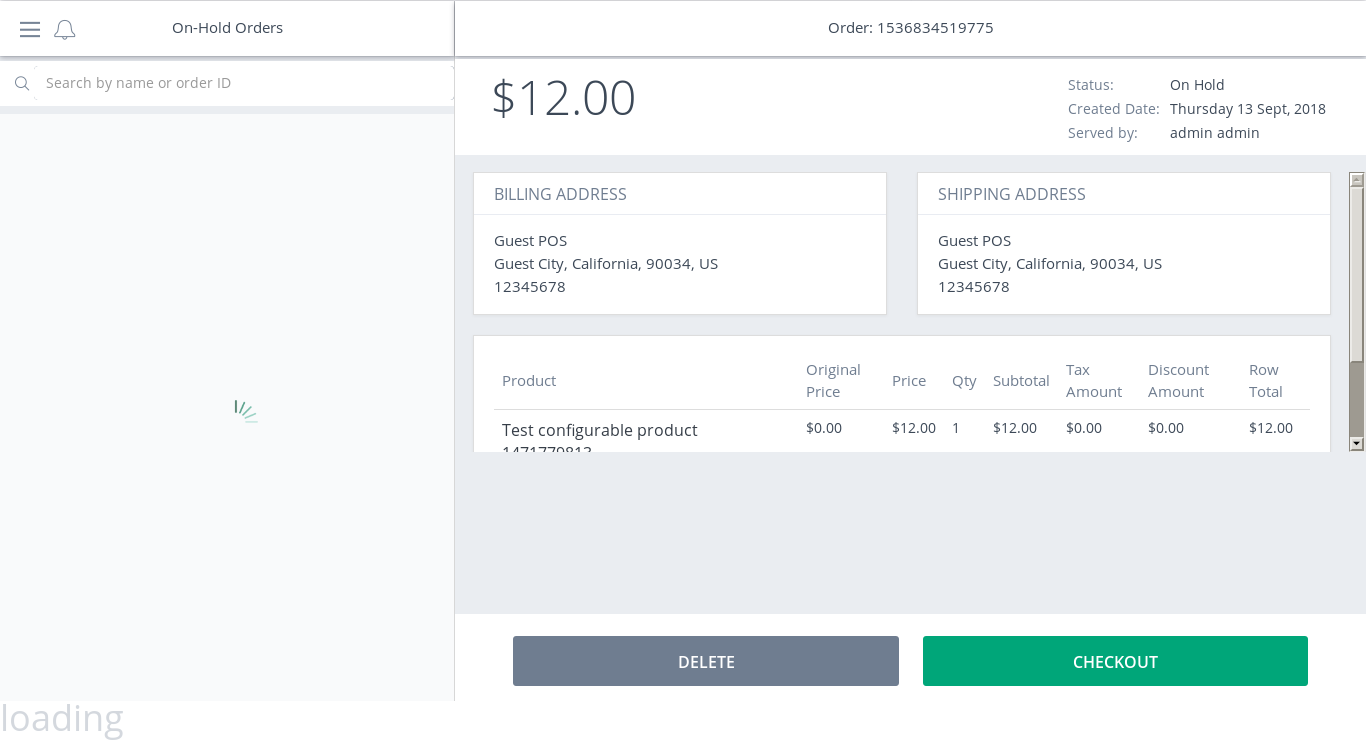 On-Hold Orders
Order: 1536834519775
Search by name or order ID
$12.00
Status: On Hold
Created Date: Thursday 13 Sept, 2018
Served by: admin admin
BILLING ADDRESS
Guest POS
Guest City, California, 90034, US
12345678
SHIPPING ADDRESS
Guest POS
Guest City, California, 90034, US
12345678
Product Original Price Price Qty Subtotal Tax Amount Discount Amount Row Total
Test configurable product $0.00 $12.00 1 $12.00 $0.00 $0.00 $12.00
DELETE
CHECKOUT
loading